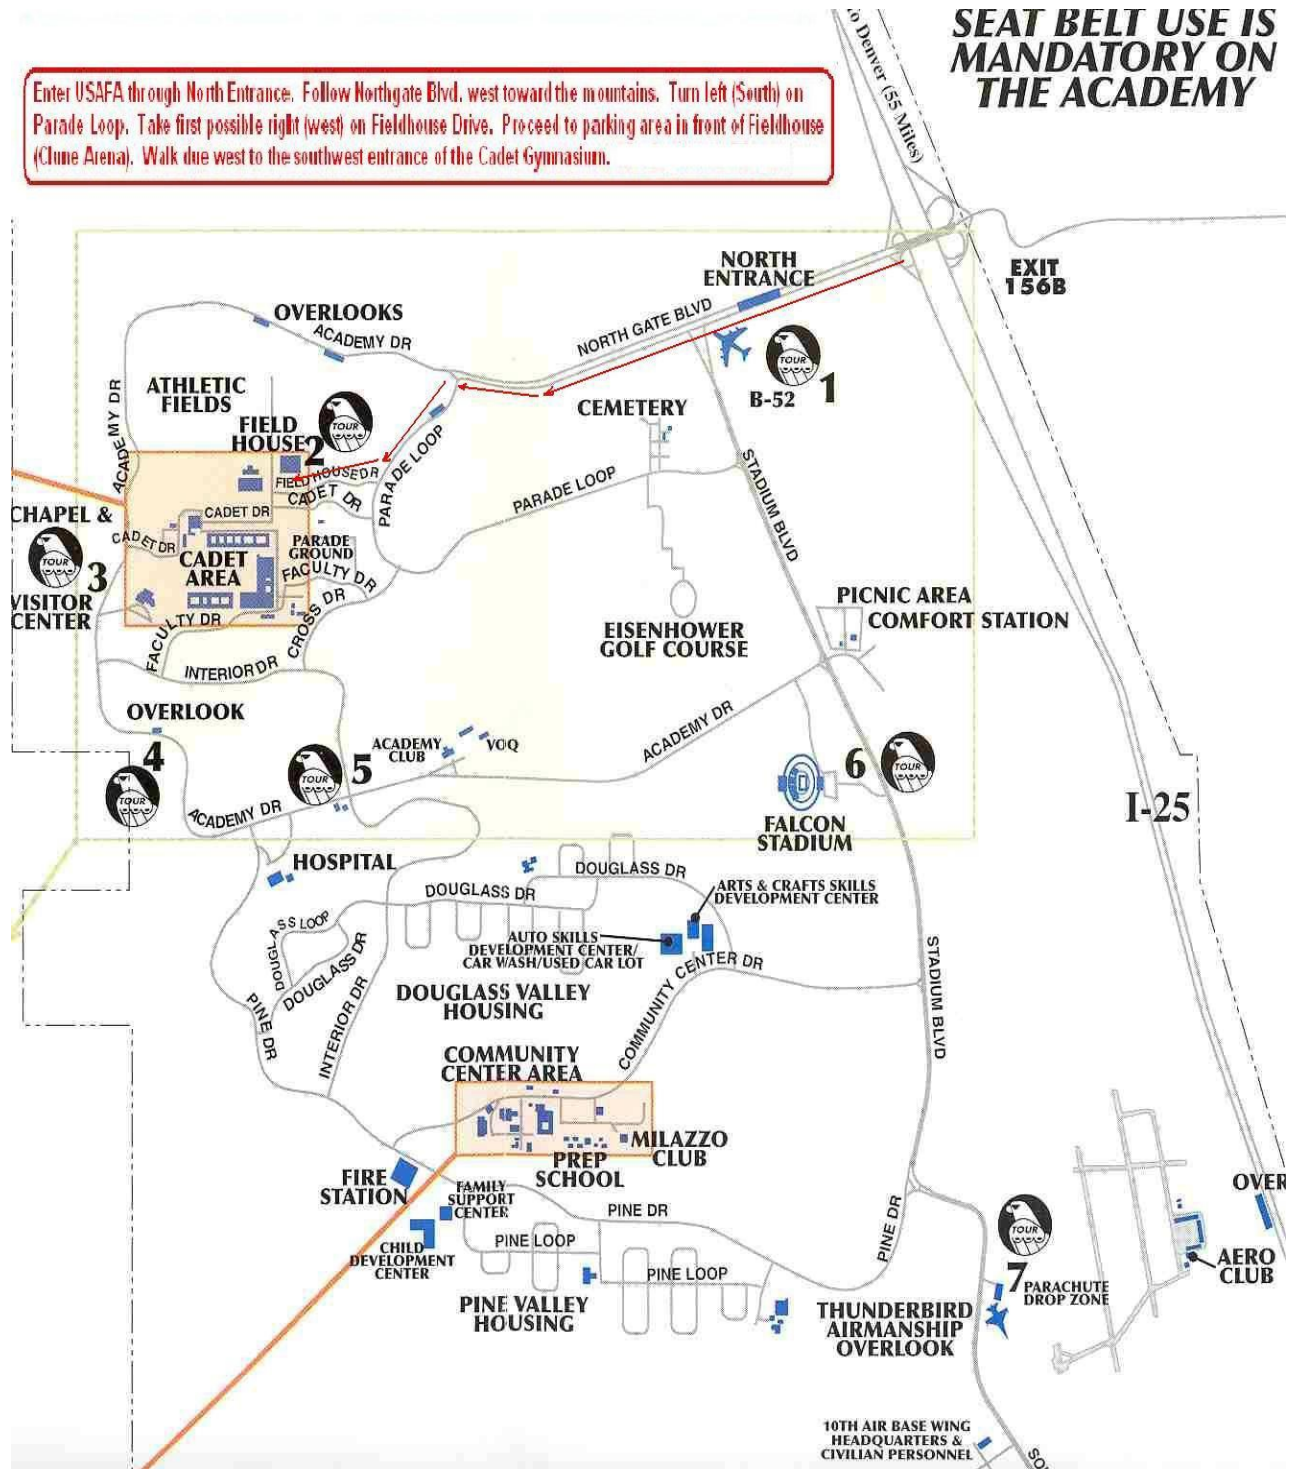 SEAT BELT USE IS
MANDATORY ON
THE ACADEMY
to Denver (55 Miles)
Enter USAFA through North Entrance. Follow Northgate Blvd. west toward the mountains. Turn left (South) on
Parade Loop. Take first possible right (west) on Fieldhouse Drive. Proceed to parking area in front of Fieldhouse
(Clune Arena). Walk due west to the southwest entrance of the Cadet Gymnasium.
NORTH
ENTRANCE
EXIT
156B
OVERLOOKS
ACADEMY DR
NORTH GATE BLVD
TOUR
1
B-52
ACADEMY DR
ATHLETIC
FIELDS
FIELD
HOUSE
2
TOUR
CEMETERY
PARADE LOOP
FIELDHOUSE DR
CADET DR
PARADE LOOP
STADIUM BLVD
CHAPEL &
CADET DR
CADET DR
TOUR
3
VISITOR
CENTER
CADET
AREA
PARADE
GROUND
FACULTY DR
FACULTY DR
CROSS DR
INTERIOR DR
EISENHOWER
GOLF COURSE
PICNIC AREA
COMFORT STATION
OVERLOOK
4
TOUR
TOUR
5
ACADEMY
CLUB
VOQ
ACADEMY DR
ACADEMY DR
6
TOUR
FALCON
STADIUM
I-25
HOSPITAL
DOUGLASS DR
DOUGLASS DR
ARTS & CRAFTS SKILLS
DEVELOPMENT CENTER
DOUGLASS LOOP
DOUGLASS DR
AUTO SKILLS
DEVELOPMENT CENTER/
CAR WASH/USED CAR LOT
COMMUNITY CENTER DR
STADIUM BLVD
DOUGLASS VALLEY
HOUSING
PINE DR
INTERIOR DR
COMMUNITY
CENTER AREA
MILAZZO
CLUB
PREP
SCHOOL
FIRE
STATION
FAMILY
SUPPORT
CENTER
PINE DR
PINE DR
CHILD
DEVELOPMENT
CENTER
PINE LOOP
PINE LOOP
PINE VALLEY
HOUSING
TOUR
7
PARACHUTE
DROP ZONE
THUNDERBIRD
AIRMANSHIP
OVERLOOK
OVER
AERO
CLUB
10TH AIR BASE WING
HEADQUARTERS &
CIVILIAN PERSONNEL
SO